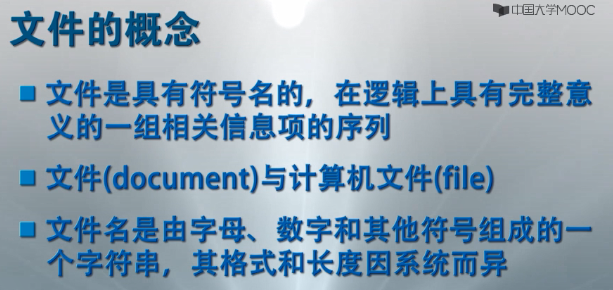 中国大学MOOC
文件的概念
文件是具有符号名的，在逻辑上具有完整意
义的一组相关信息项的序列
文件(document)与计算机文件(file)
文件名是由字母、数字和其他符号组成的一
个字符串，其格式和长度因系统而异